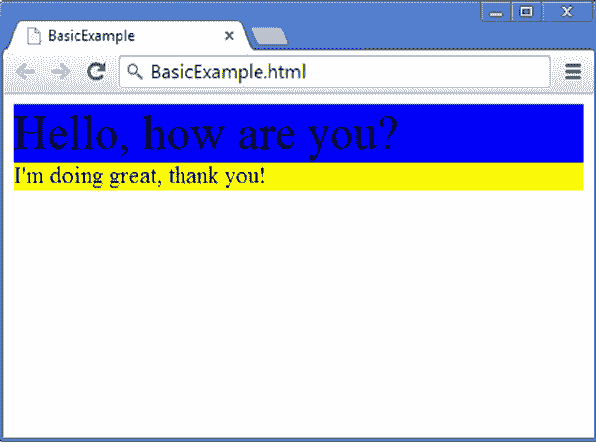 BasicExample
BasicExample.html
Hello, how are you?
I'm doing great, thank you!